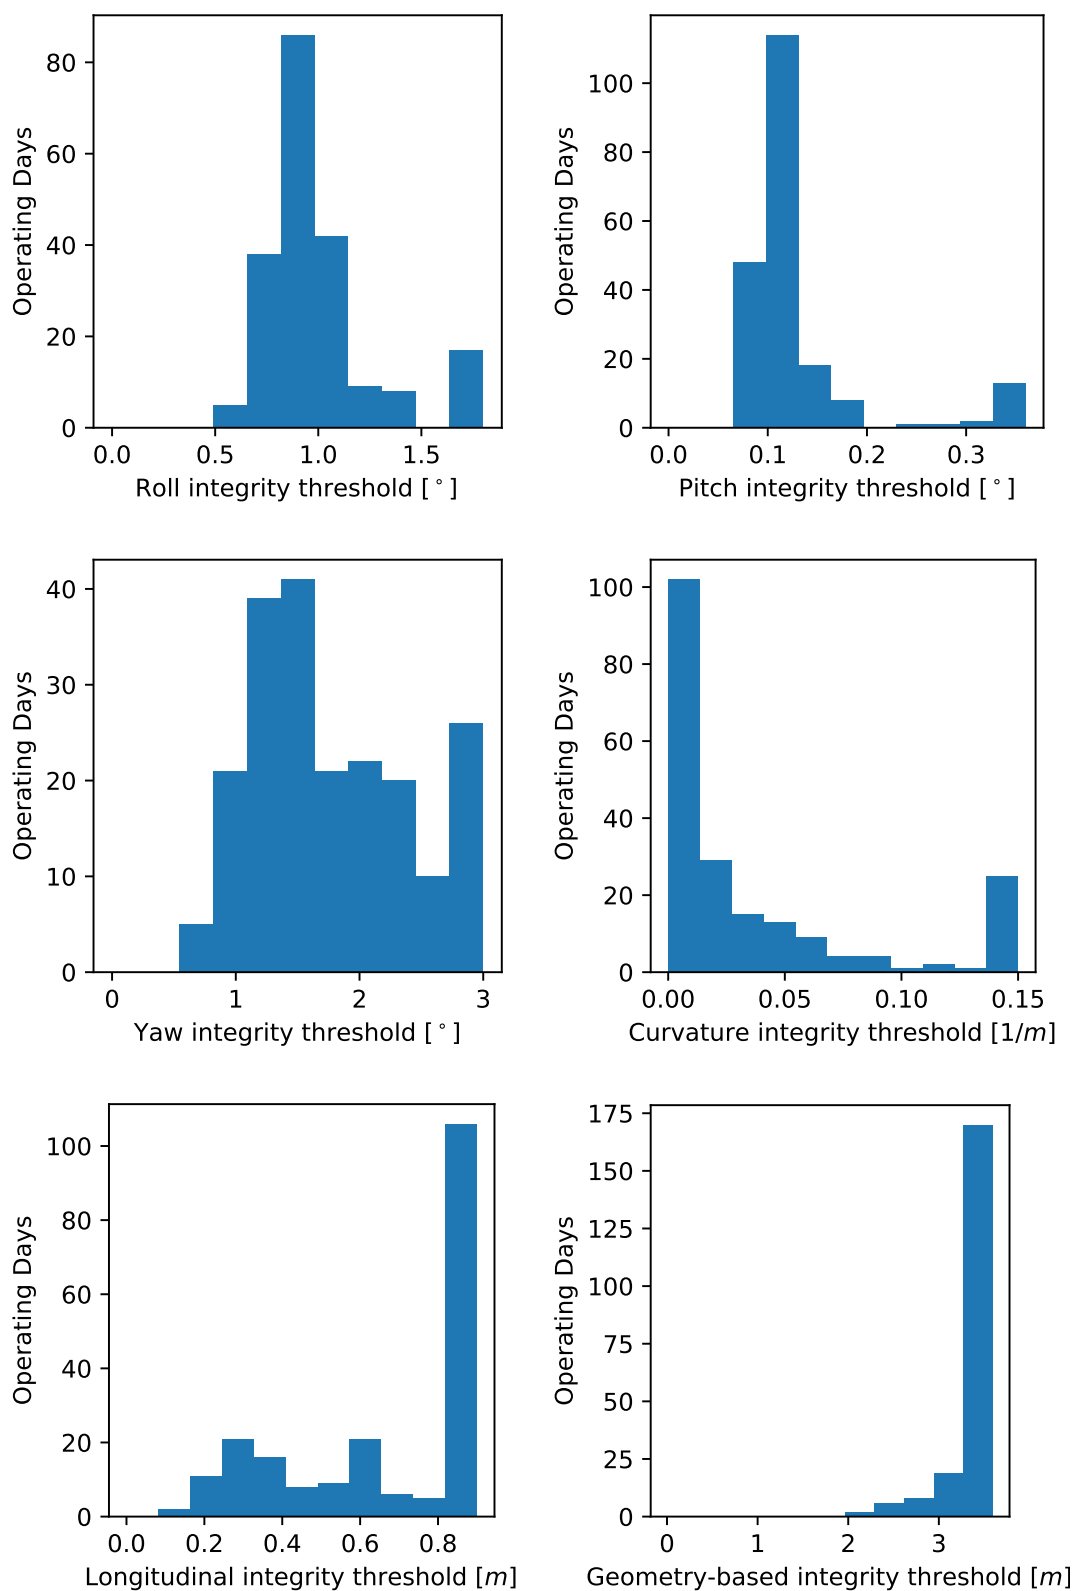 Operating Days
80
60
40
20
0
0.0 0.5 1.0 1.5
Roll integrity threshold [°]
Operating Days
100
80
60
40
20
0
0.0 0.1 0.2 0.3
Pitch integrity threshold [°]
Operating Days
40
30
20
10
0
0 1 2 3
Yaw integrity threshold [°]
Operating Days
100
80
60
40
20
0
0.00 0.05 0.10 0.15
Curvature integrity threshold [1/m]
Operating Days
100
80
60
40
20
0
0.0 0.2 0.4 0.6 0.8
Longitudinal integrity threshold [m]
Operating Days
175
150
125
100
75
50
25
0
0 1 2 3
Geometry-based integrity threshold [m]